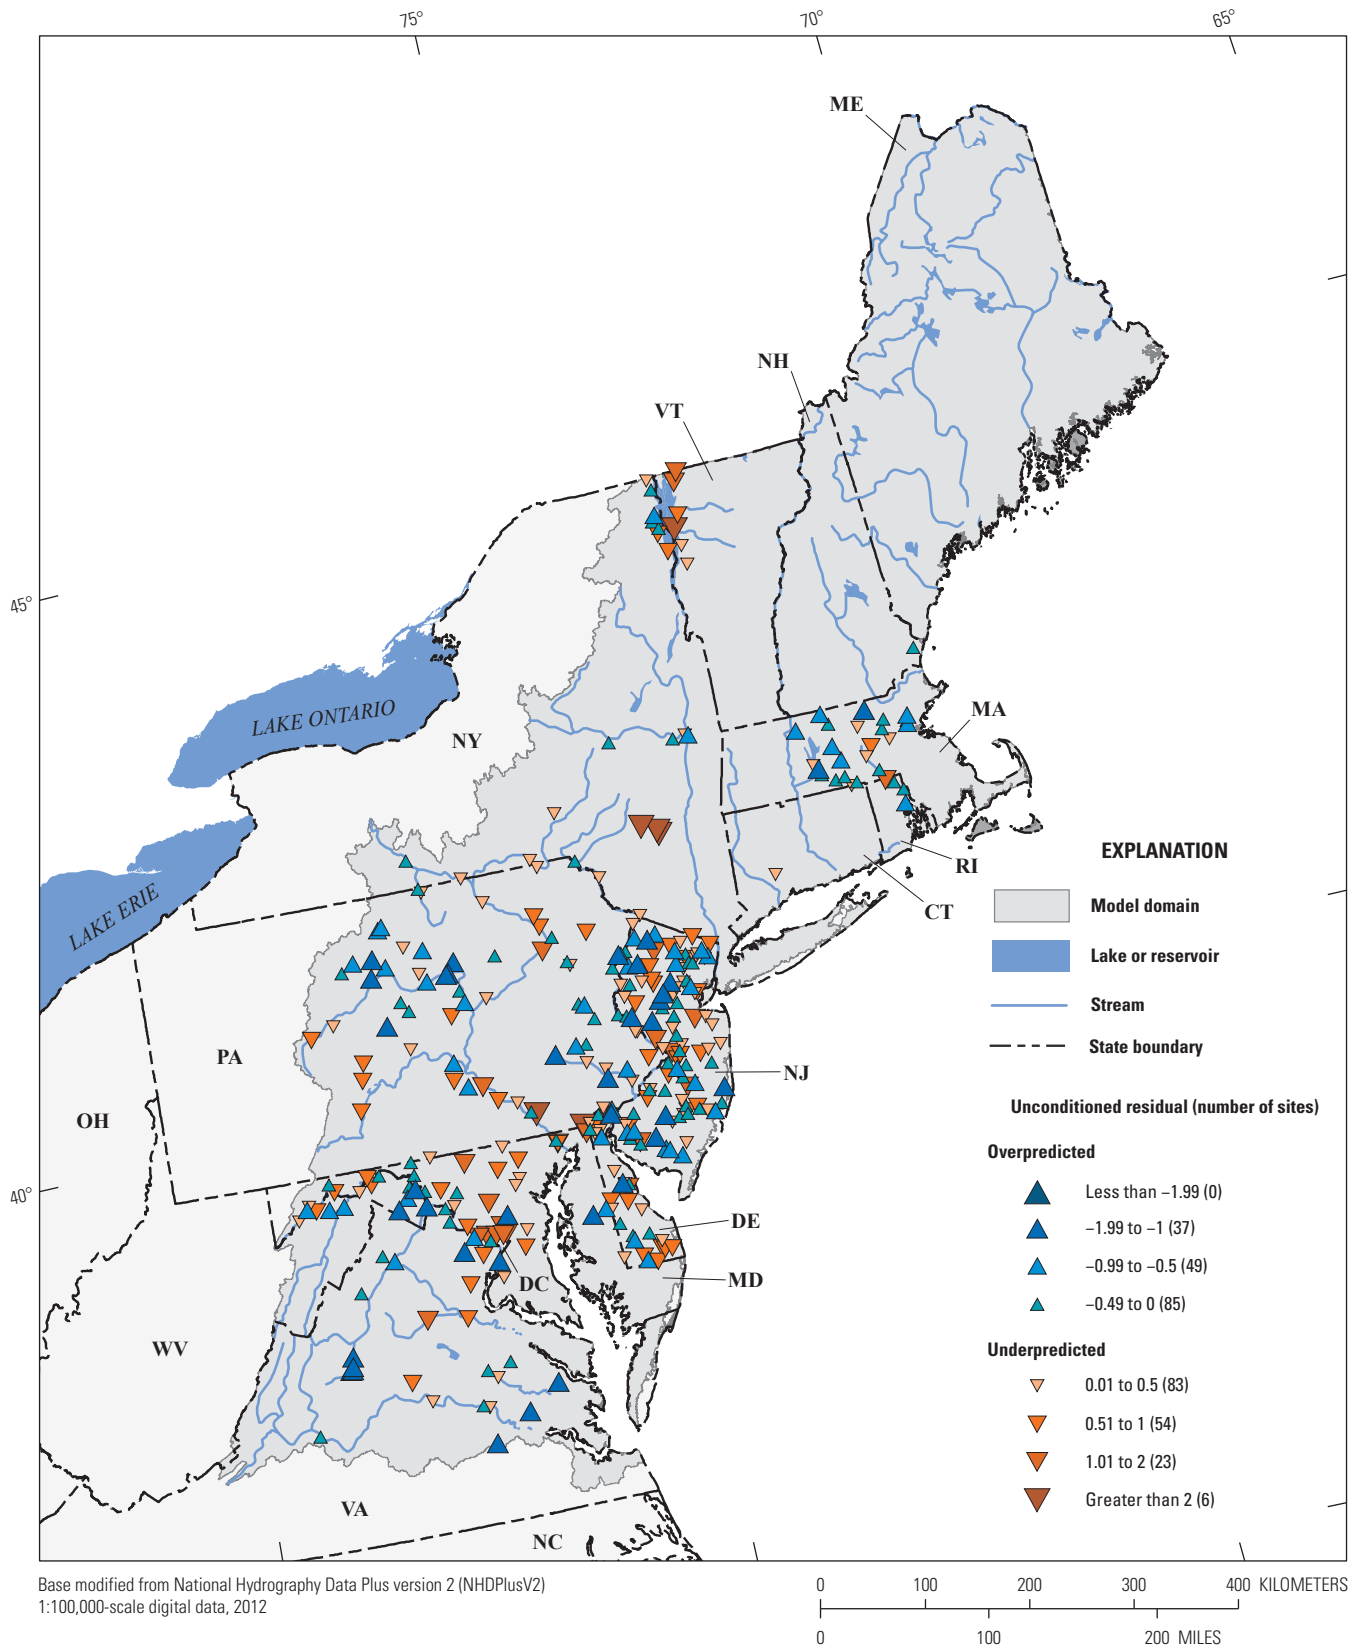 75°
70°
65°
ME
NH
VT
45°
LAKE ONTARIO
NY
MA
LAKE ERIE
RI
CT
PA
NJ
OH
40°
DE
MD
DC
WV
VA
NC
EXPLANATION
Model domain
Lake or reservoir
Stream
State boundary
Unconditioned residual (number of sites)
Overpredicted
Less than −1.99 (0)
−1.99 to −1 (37)
−0.99 to −0.5 (49)
−0.49 to 0 (85)
Underpredicted
0.01 to 0.5 (83)
0.51 to 1 (54)
1.01 to 2 (23)
Greater than 2 (6)
Base modified from National Hydrography Data Plus version 2 (NHDPlusV2)
1:100,000-scale digital data, 2012
0 100 200 300 400 KILOMETERS
0 100 200 MILES